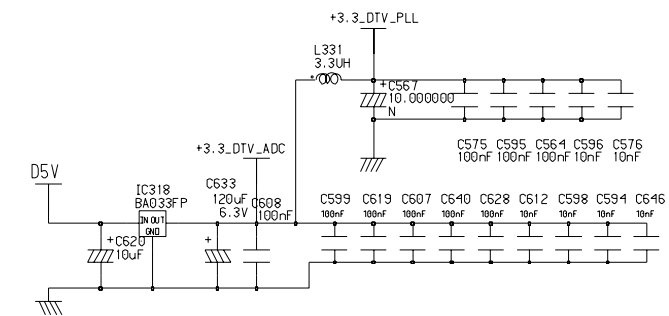 +3.3_DTV_PLL
L331
3.3UH
+C567
10.000000
N
C575 C595 C564 C596 C576
100nF 100nF 100nF 10nF 10nF
+3.3_DTV_ADC
D5V
IC318
BA033FP
IN OUT
GND
C633
120uF
6.3V
C608
100nF
+C620
10uF
+
C599 C619 C607 C640 C628 C612 C598 C594 C646
100nF 100nF 100nF 100nF 100nF 10nF 10nF 10nF 10nF